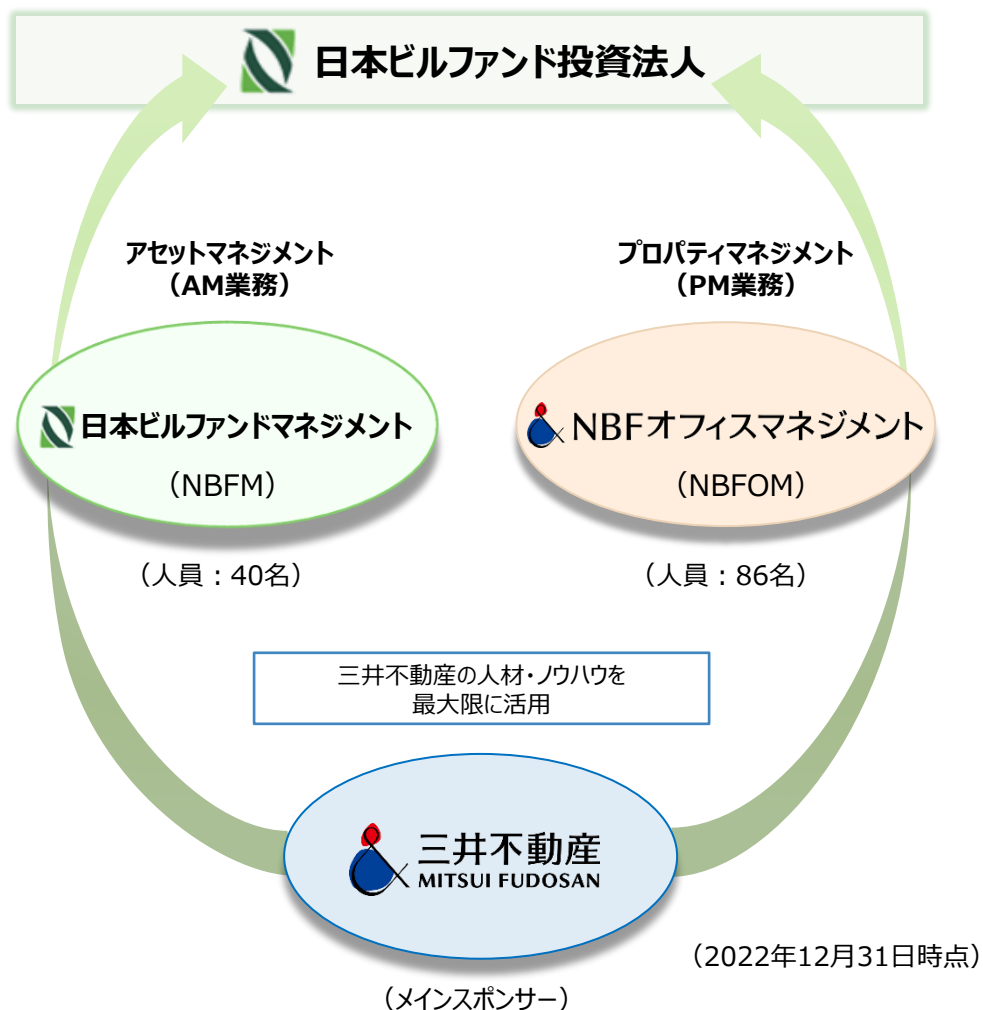 日本ビルファンド投資法人
アセットマネジメント
（AM業務）
プロパティマネジメント
（PM業務）
日本ビルファンドマネジメント
（NBFM）
NBFオフィスマネジメント
（NBFOM）
（人員：40名）
（人員：86名）
三井不動産の人材・ノウハウを
最大限に活用
三井不動産
MITSUI FUDOSAN
（2022年12月31日時点）
（メインスポンサー）